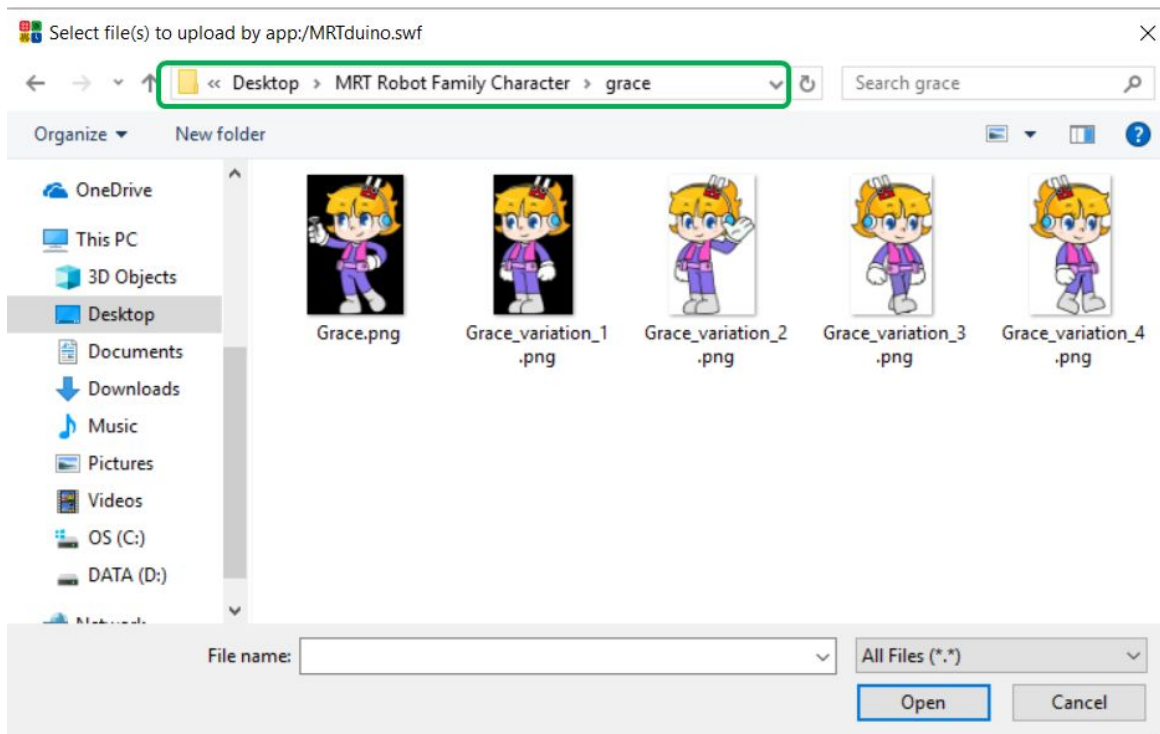 Select file(s) to upload by app:/MRTduino.swf
« Desktop › MRT Robot Family Character › grace
Search grace
Organize
New folder
OneDrive
This PC
3D Objects
Desktop
Documents
Downloads
Music
Pictures
Videos
OS (C:)
DATA (D:)
Grace.png
Grace_variation_1
.png
Grace_variation_2
.png
Grace_variation_3
.png
Grace_variation_4
.png
File name:
All Files (*.*)
Open
Cancel